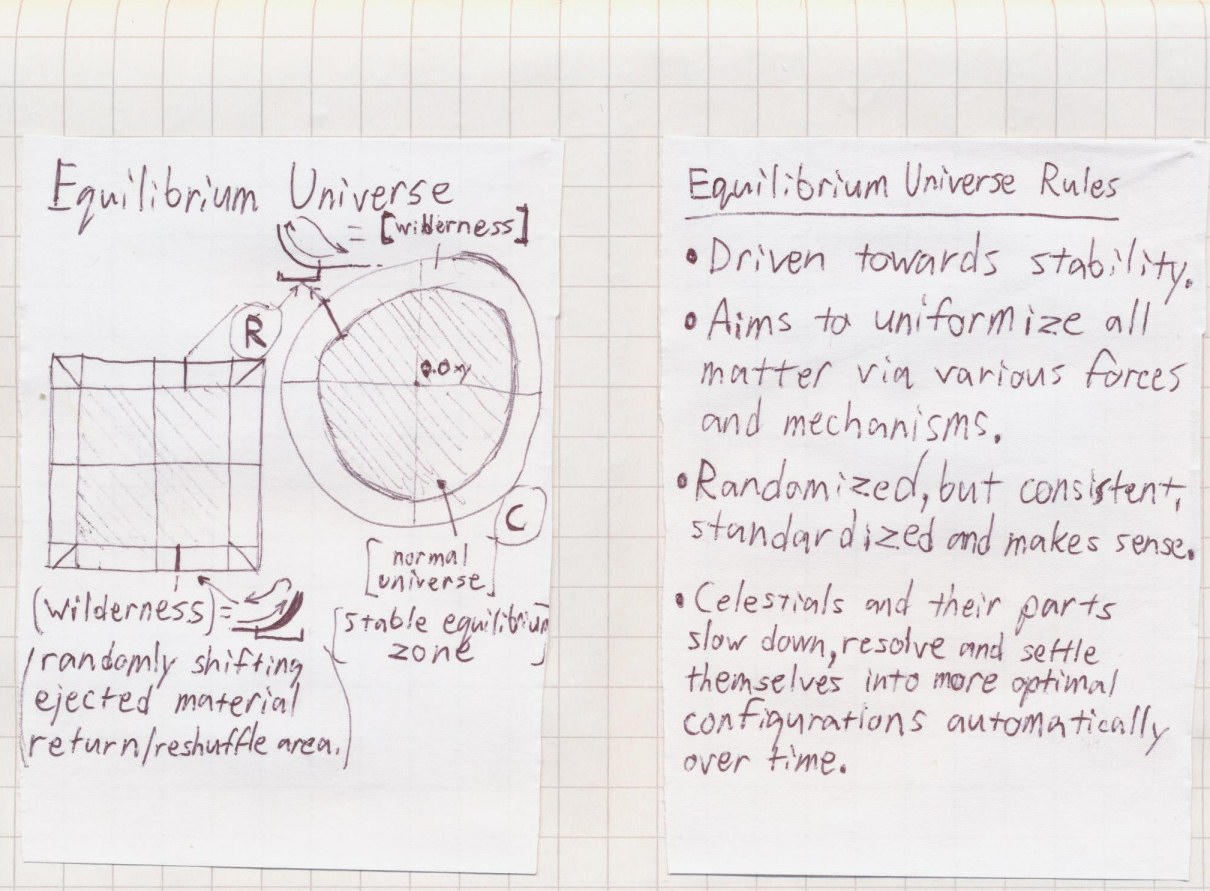 Equilibrium Universe
= [wilderness]
R
0.0xy
C
[normal
universe]
(wilderness)=
[stable equilibrium
zone]
(randomly shifting
ejected material
return/reshuffle area.)
Equilibrium Universe Rules
• Driven towards stability.
• Aims to uniformize all
matter via various forces
and mechanisms.
• Randomized, but consistent,
standardized and makes sense.
• Celestials and their parts
slow down, resolve and settle
themselves into more optimal
configurations automatically
over time.